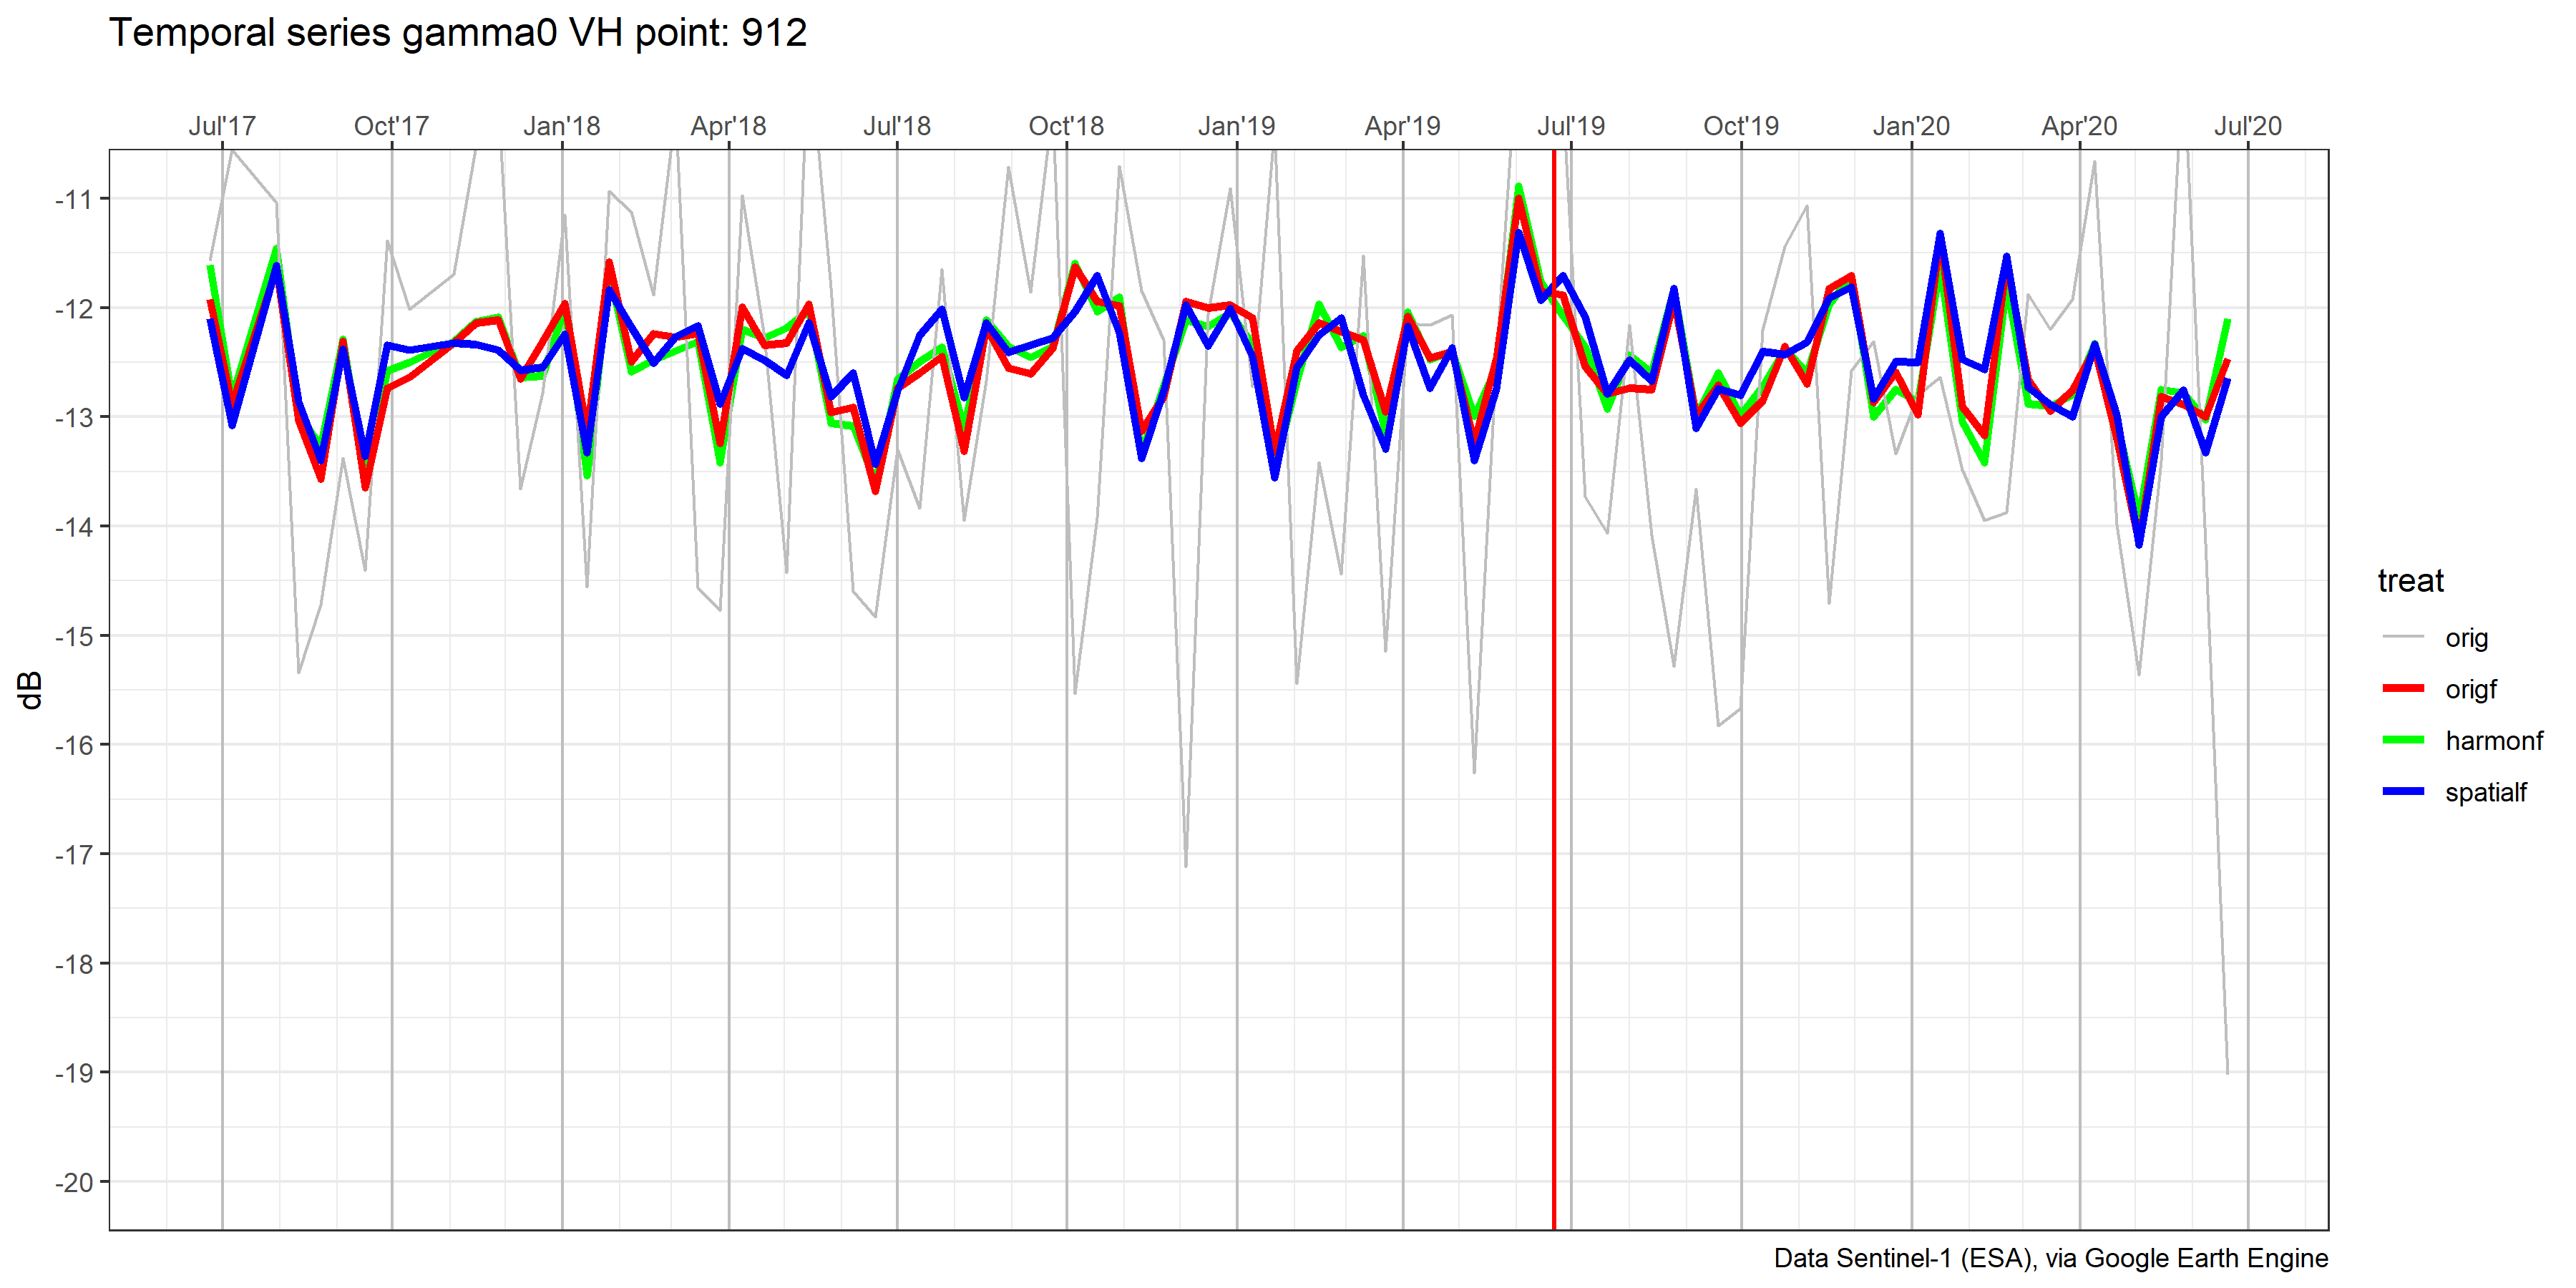 Temporal series gamma0 VH point: 912
Jul'17 Oct'17 Jan'18 Apr'18 Jul'18 Oct'18 Jan'19 Apr'19 Jul'19 Oct'19 Jan'20 Apr'20 Jul'20
-11
-12
-13
-14
-15
-16
-17
-18
-19
-20
dB
treat
orig
origf
harmonf
spatialf
Data Sentinel-1 (ESA), via Google Earth Engine